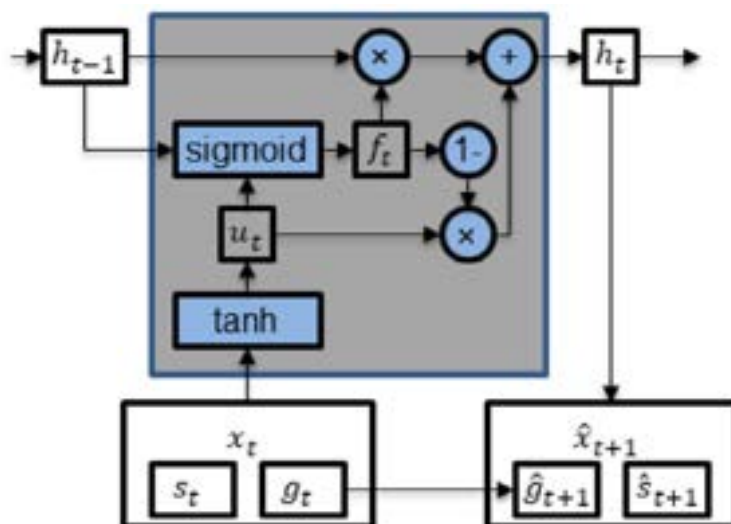 h_{t-1} × + h_t
sigmoid f_t 1-
u_t ×
tanh
x_t x̂_{t+1}
s_t g_t ĝ_{t+1} ŝ_{t+1}